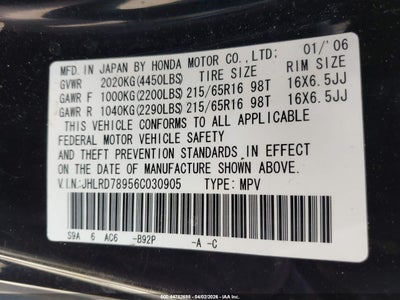 MFD. IN JAPAN BY HONDA MOTOR CO., LTD: 01/'06
GVWR 2020KG(4450LBS) TIRE SIZE RIM SIZE
GAWR F 1000KG(2200LBS) 215/65R16 98T 16X6.5JJ
GAWR R 1040KG(2290LBS) 215/65R16 98T 16X6.5JJ
THIS VEHICLE CONFORMS TO ALL APPLICABLE
FEDERAL MOTOR VEHICLE SAFETY
AND THEFT PREVENTION STANDARDS IN EFFECT
ON THE DATE OF MANUFACTURE SHOWN ABOVE.
V.I.N.:JHLRD78956C030905 TYPE: MPV
S9A 6 AC6 -B92P -A -C